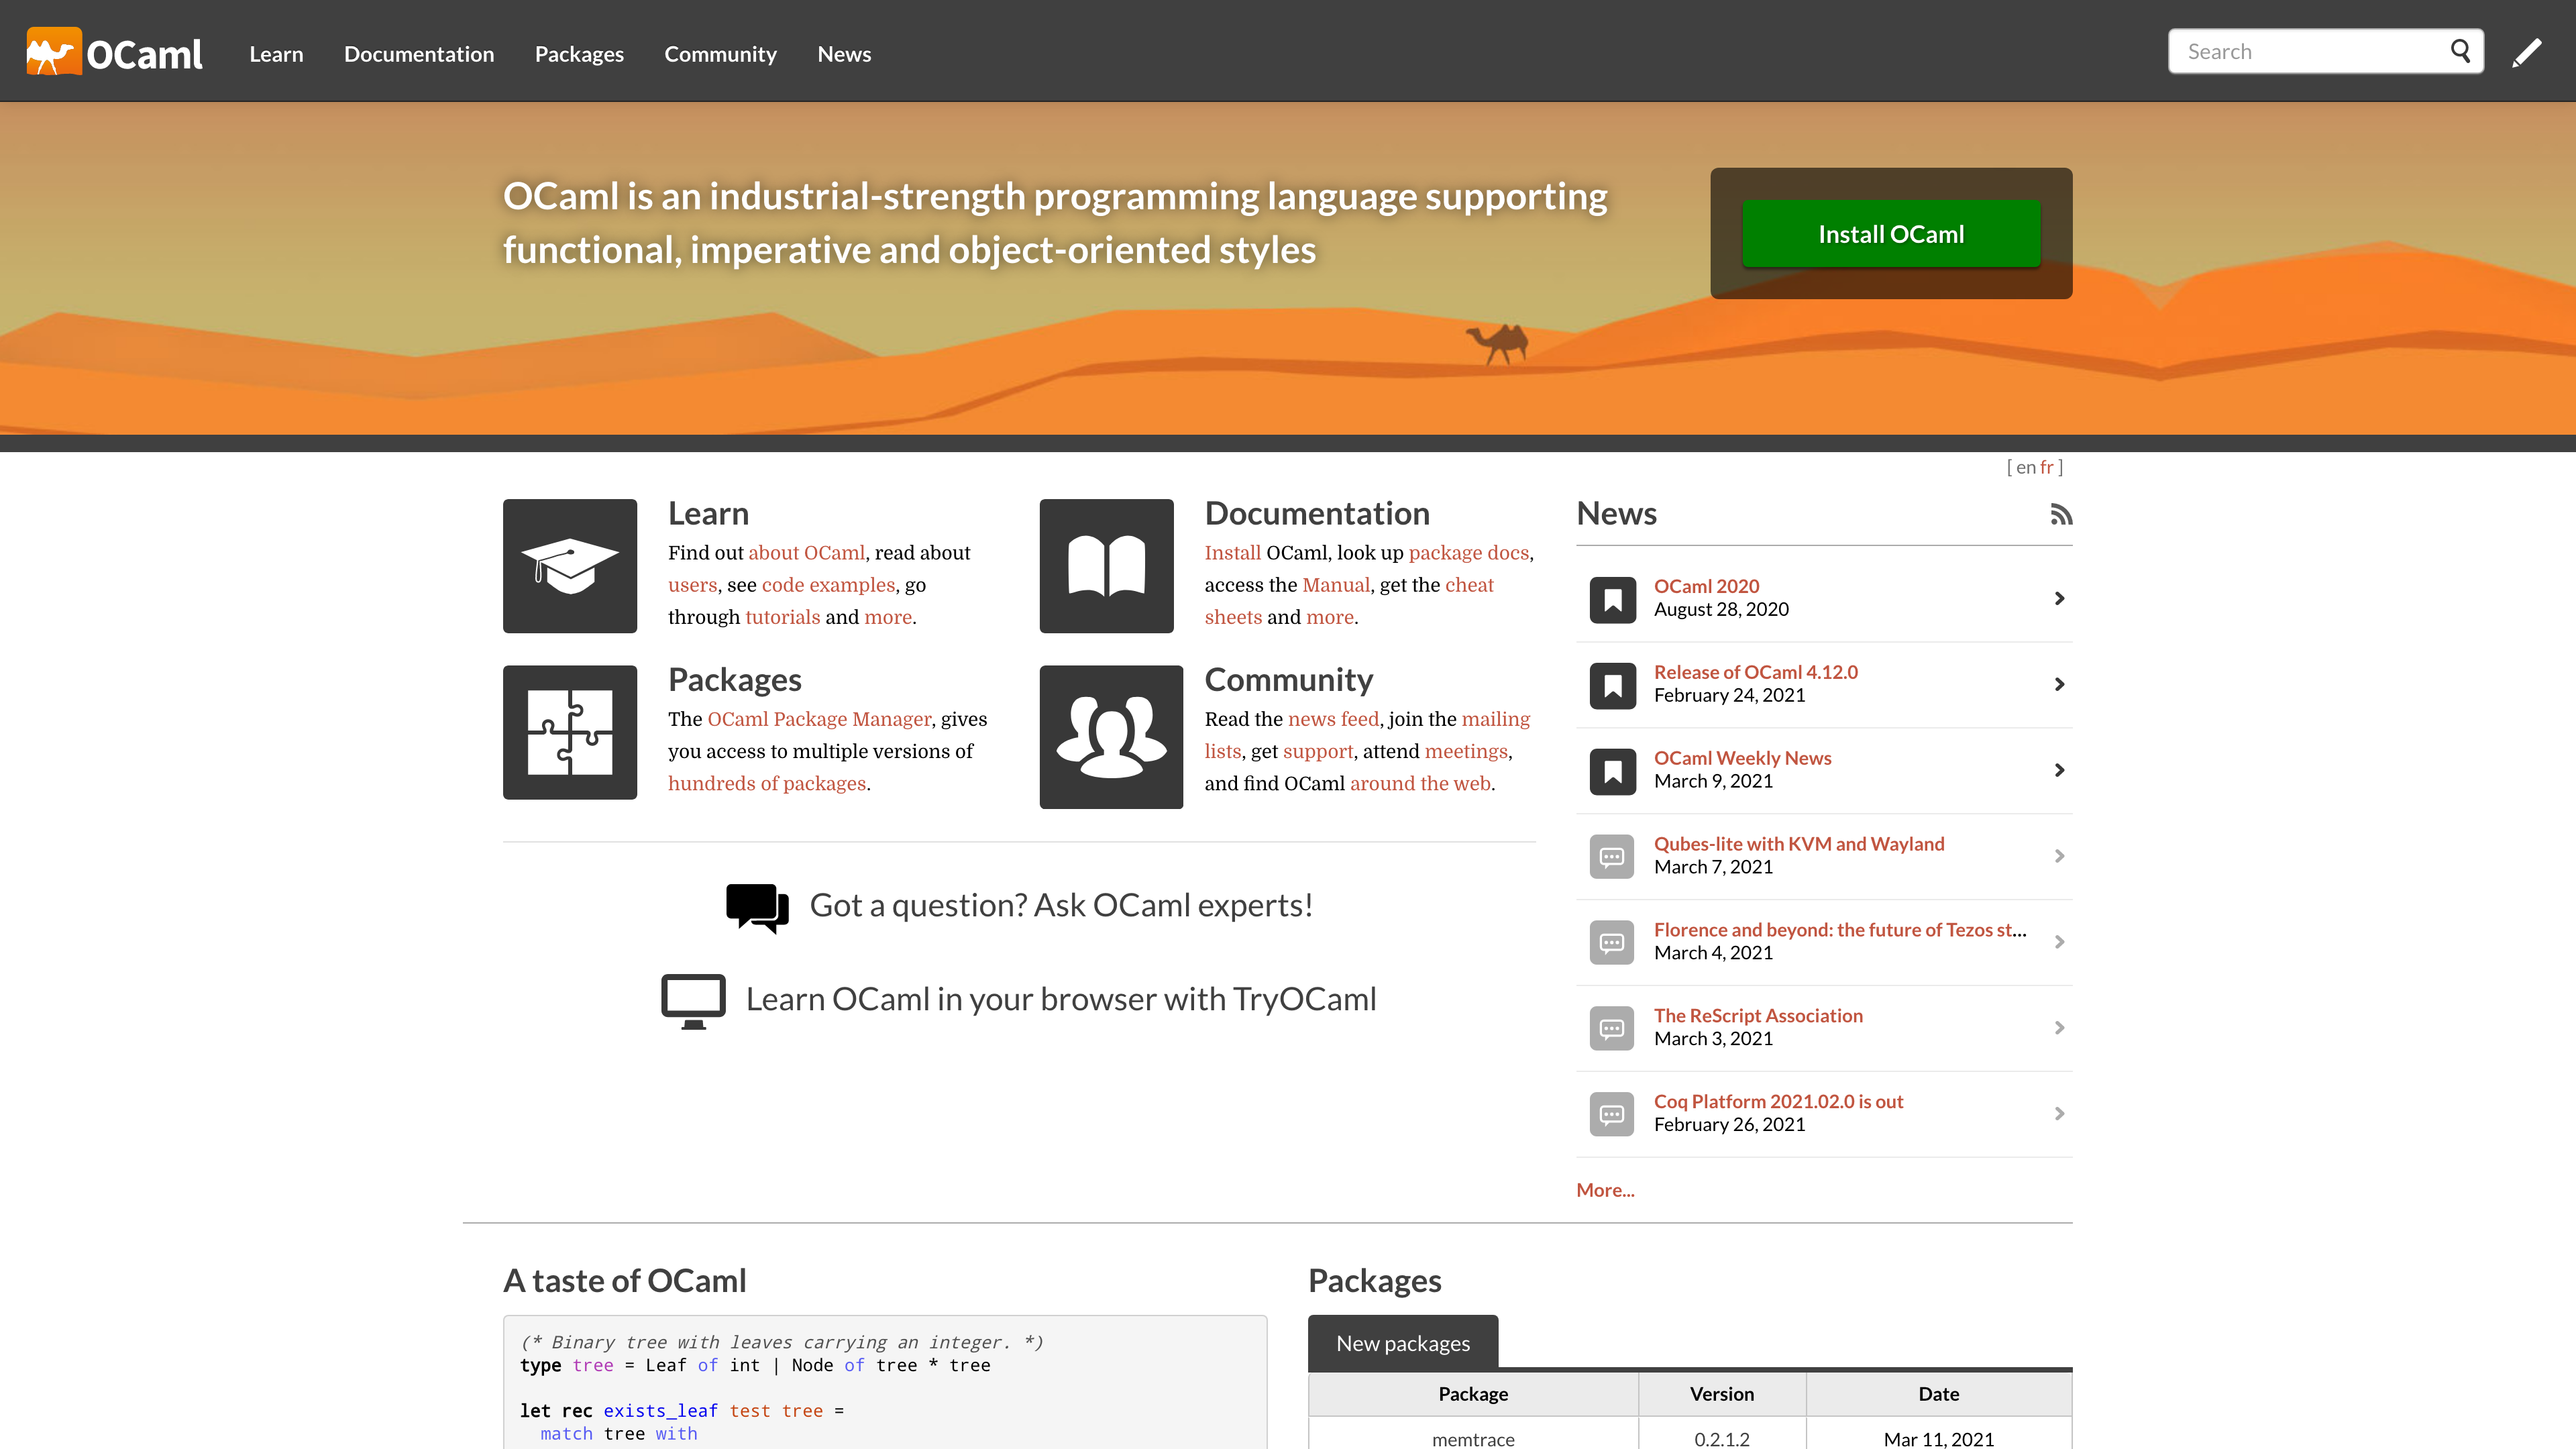 OCaml
Learn
Documentation
Packages
Community
News
Search
OCaml is an industrial-strength programming language supporting
functional, imperative and object-oriented styles
Install OCaml
[ en fr ]
Learn
Find out about OCaml, read about
users, see code examples, go
through tutorials and more.
Documentation
Install OCaml, look up package docs,
access the Manual, get the cheat
sheets and more.
Packages
The OCaml Package Manager, gives
you access to multiple versions of
hundreds of packages.
Community
Read the news feed, join the mailing
lists, get support, attend meetings,
and find OCaml around the web.
Got a question? Ask OCaml experts!
Learn OCaml in your browser with TryOCaml
News
OCaml 2020
August 28, 2020
Release of OCaml 4.12.0
February 24, 2021
OCaml Weekly News
March 9, 2021
Qubes-lite with KVM and Wayland
March 7, 2021
Florence and beyond: the future of Tezos st...
March 4, 2021
The ReScript Association
March 3, 2021
Coq Platform 2021.02.0 is out
February 26, 2021
More...
A taste of OCaml
(* Binary tree with leaves carrying an integer. *)
type tree = Leaf of int | Node of tree * tree
let rec exists_leaf test tree =
match tree with
Packages
New packages
Package Version Date
memtrace 0.2.1.2 Mar 11, 2021